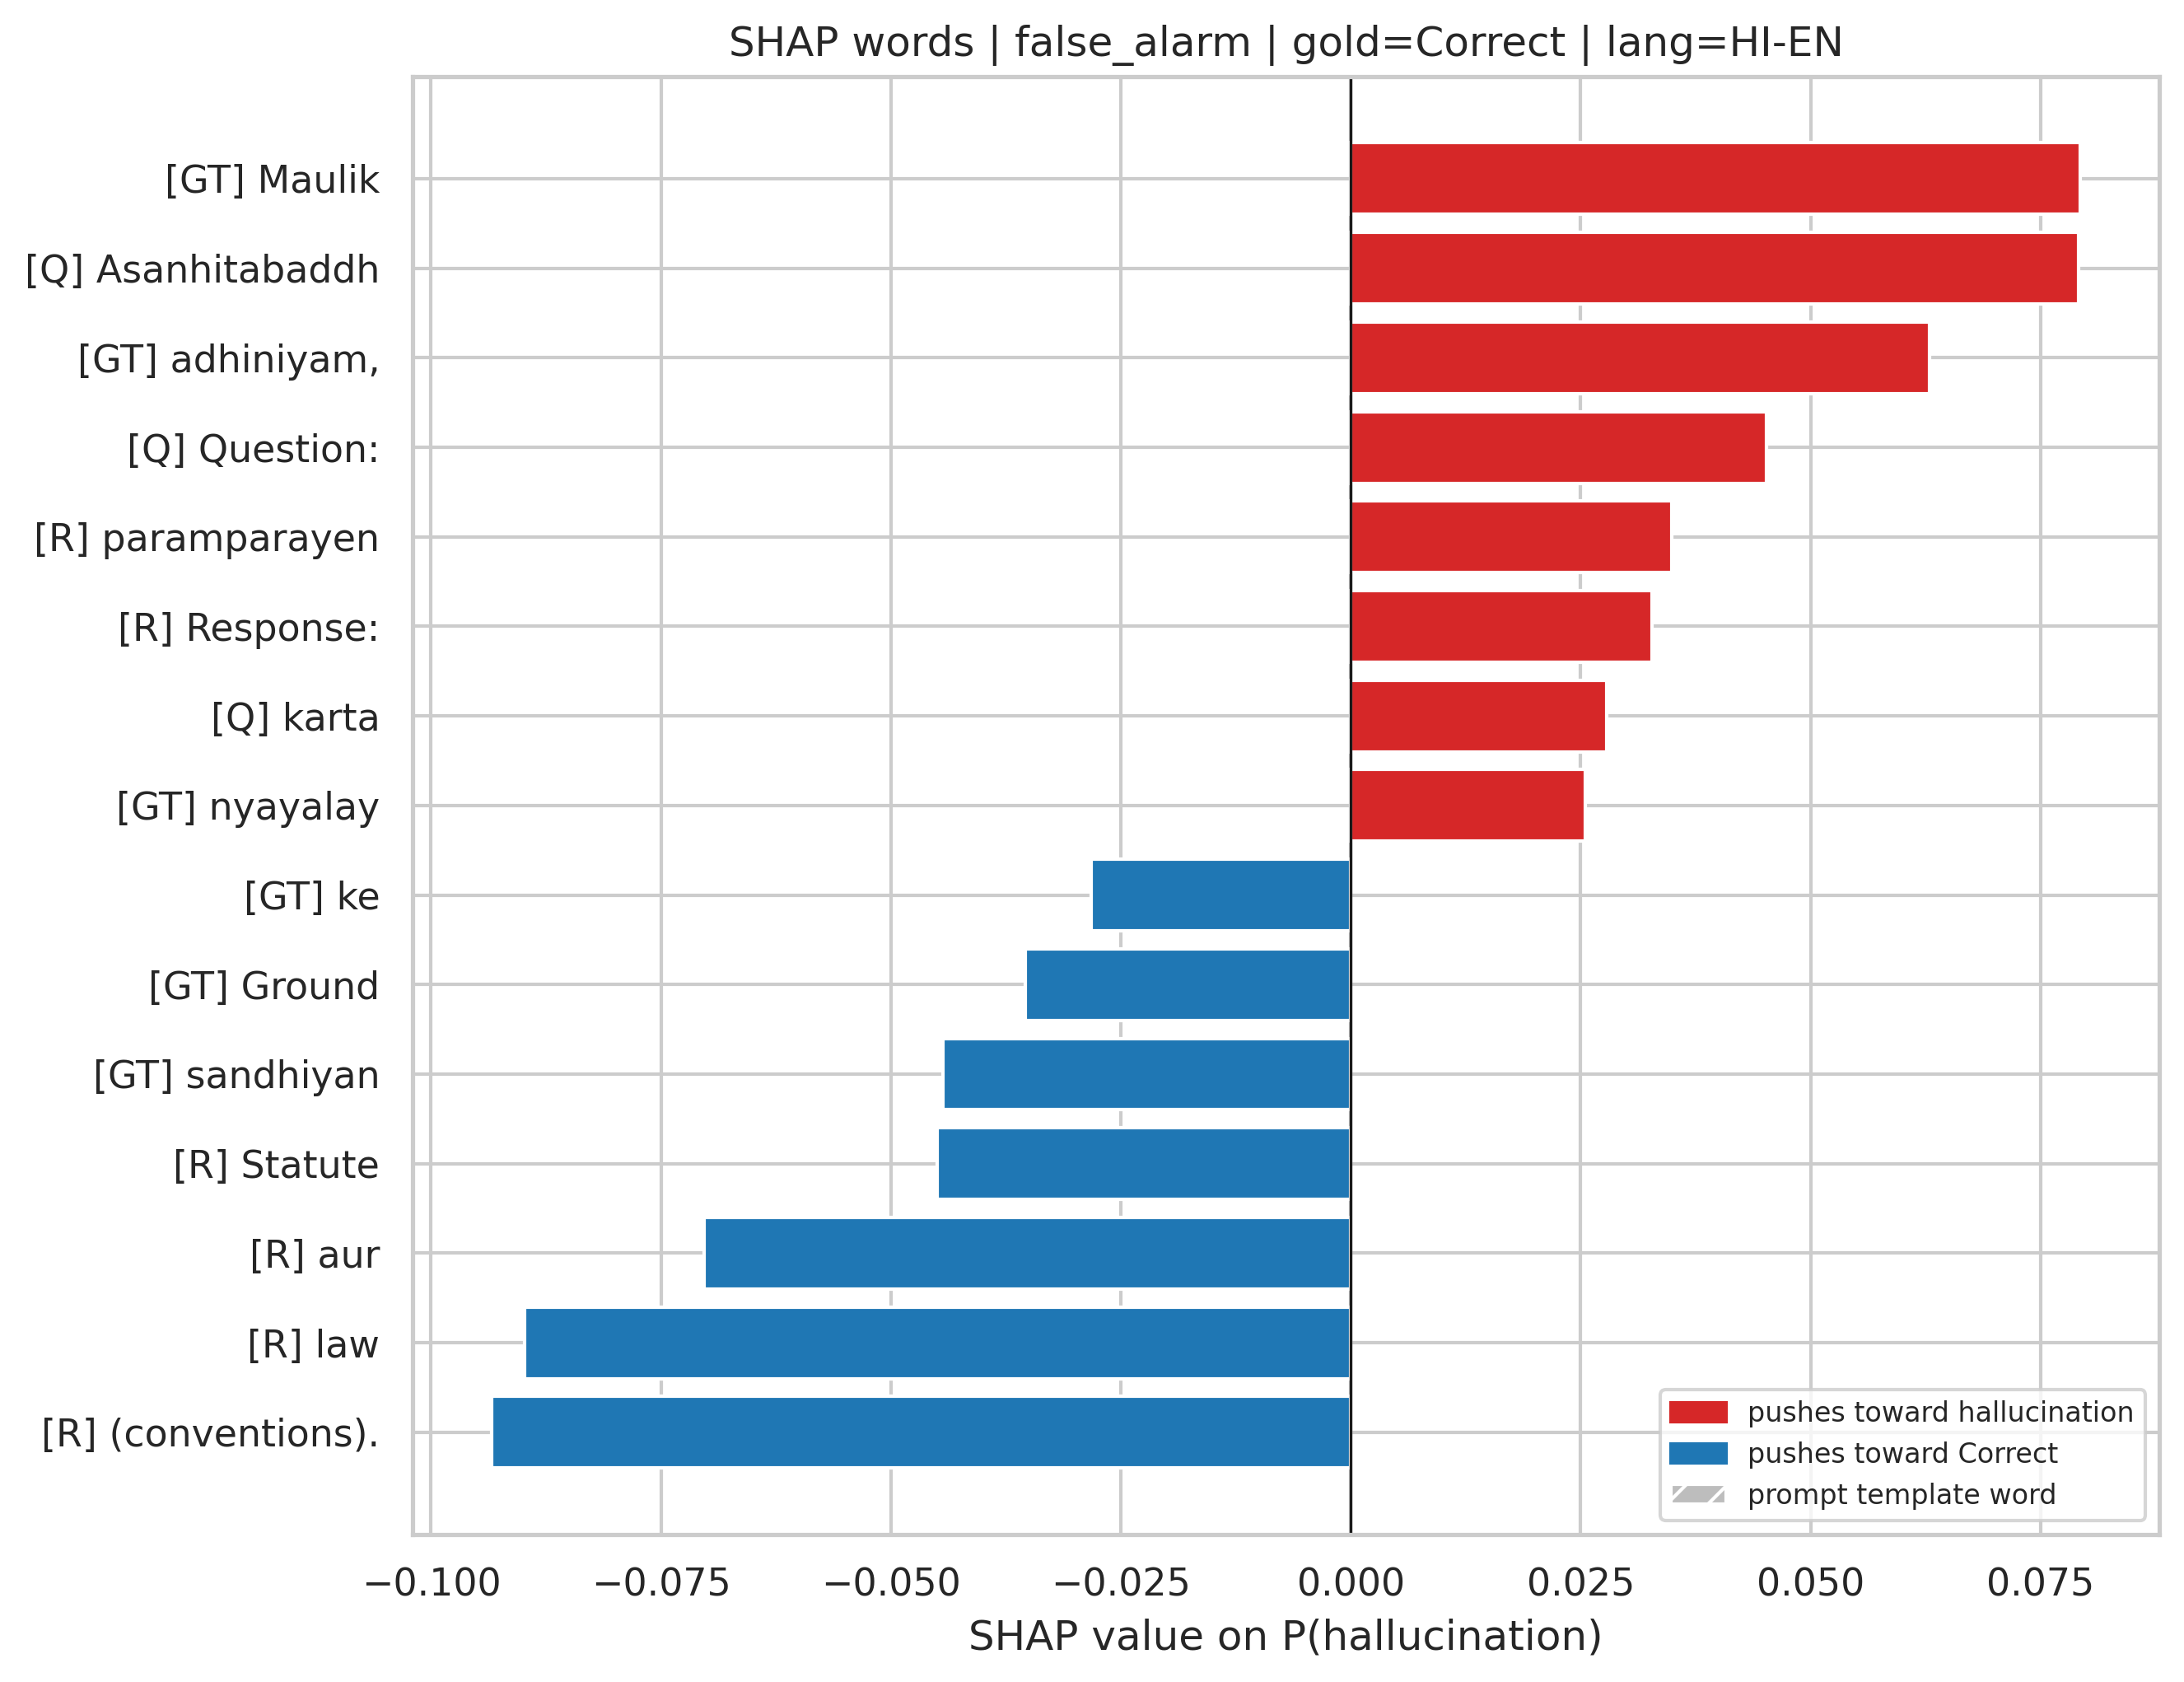 SHAP words | false_alarm | gold=Correct | lang=HI-EN
[GT] Maulik
[Q] Asanhitabaddh
[GT] adhiniyam,
[Q] Question:
[R] paramparayen
[R] Response:
[Q] karta
[GT] nyayalay
[GT] ke
[GT] Ground
[GT] sandhiyan
[R] Statute
[R] aur
[R] law
[R] (conventions).
pushes toward hallucination
pushes toward Correct
prompt template word
−0.100 −0.075 −0.050 −0.025 0.000 0.025 0.050 0.075
SHAP value on P(hallucination)